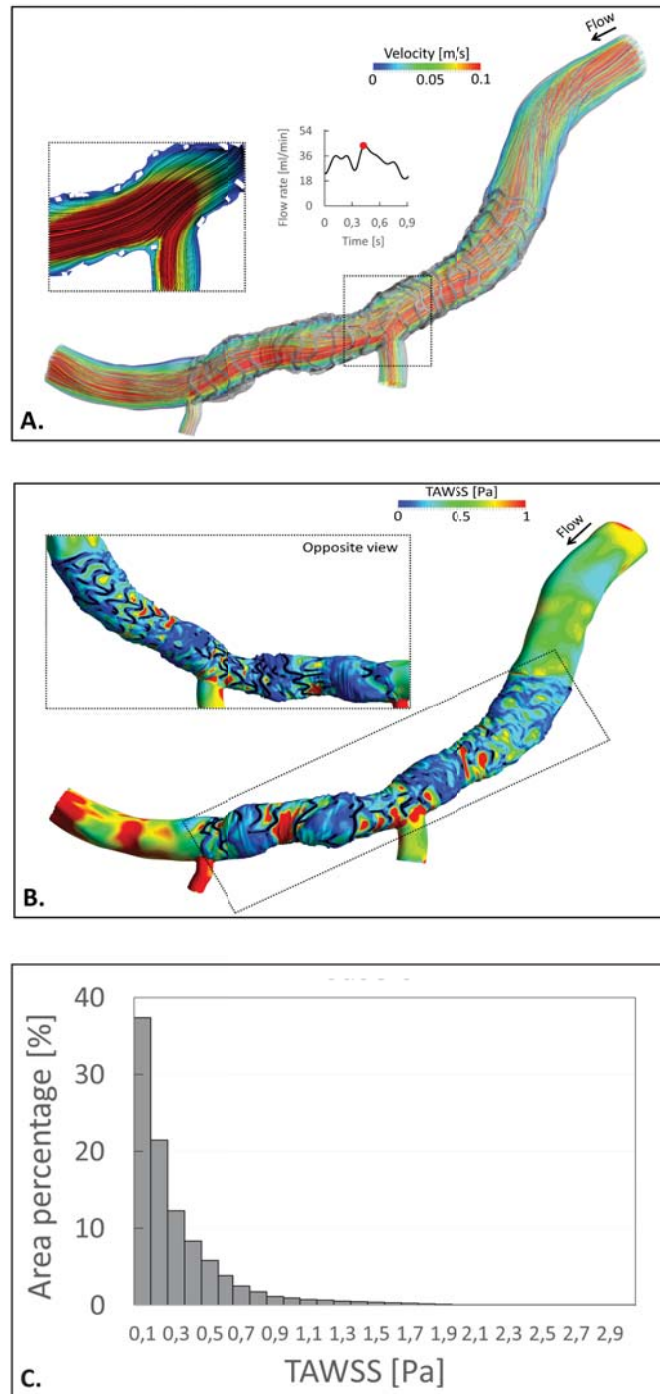 Flow
Velocity [m/s]
0 0.05 0.1
54
36
18
0
Flow rate [ml/min]
0 0,3 0,6 0,9
Time [s]
A.
TAWSS [Pa]
0 0.5 1
Flow
Opposite view
B.
40
30
20
10
0
Area percentage [%]
0,1 0,3 0,5 0,7 0,9 1,1 1,3 1,5 1,7 1,9 2,1 2,3 2,5 2,7 2,9
TAWSS [Pa]
C.